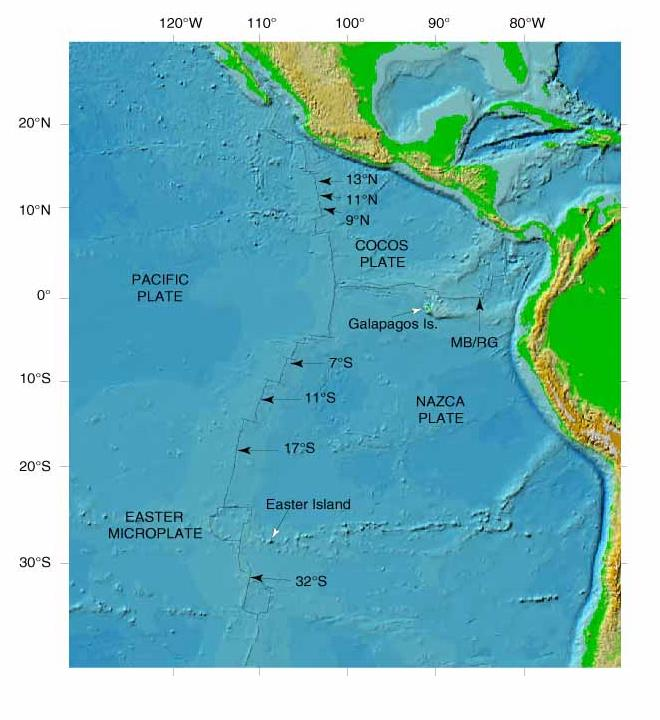 120°W 110° 100° 90° 80°W
20°N
13°N
11°N
10°N
9°N
COCOS
PLATE
PACIFIC
PLATE
0°
Galapagos Is.
MB/RG
7°S
10°S
11°S
NAZCA
PLATE
17°S
20°S
Easter Island
EASTER
MICROPLATE
30°S
32°S